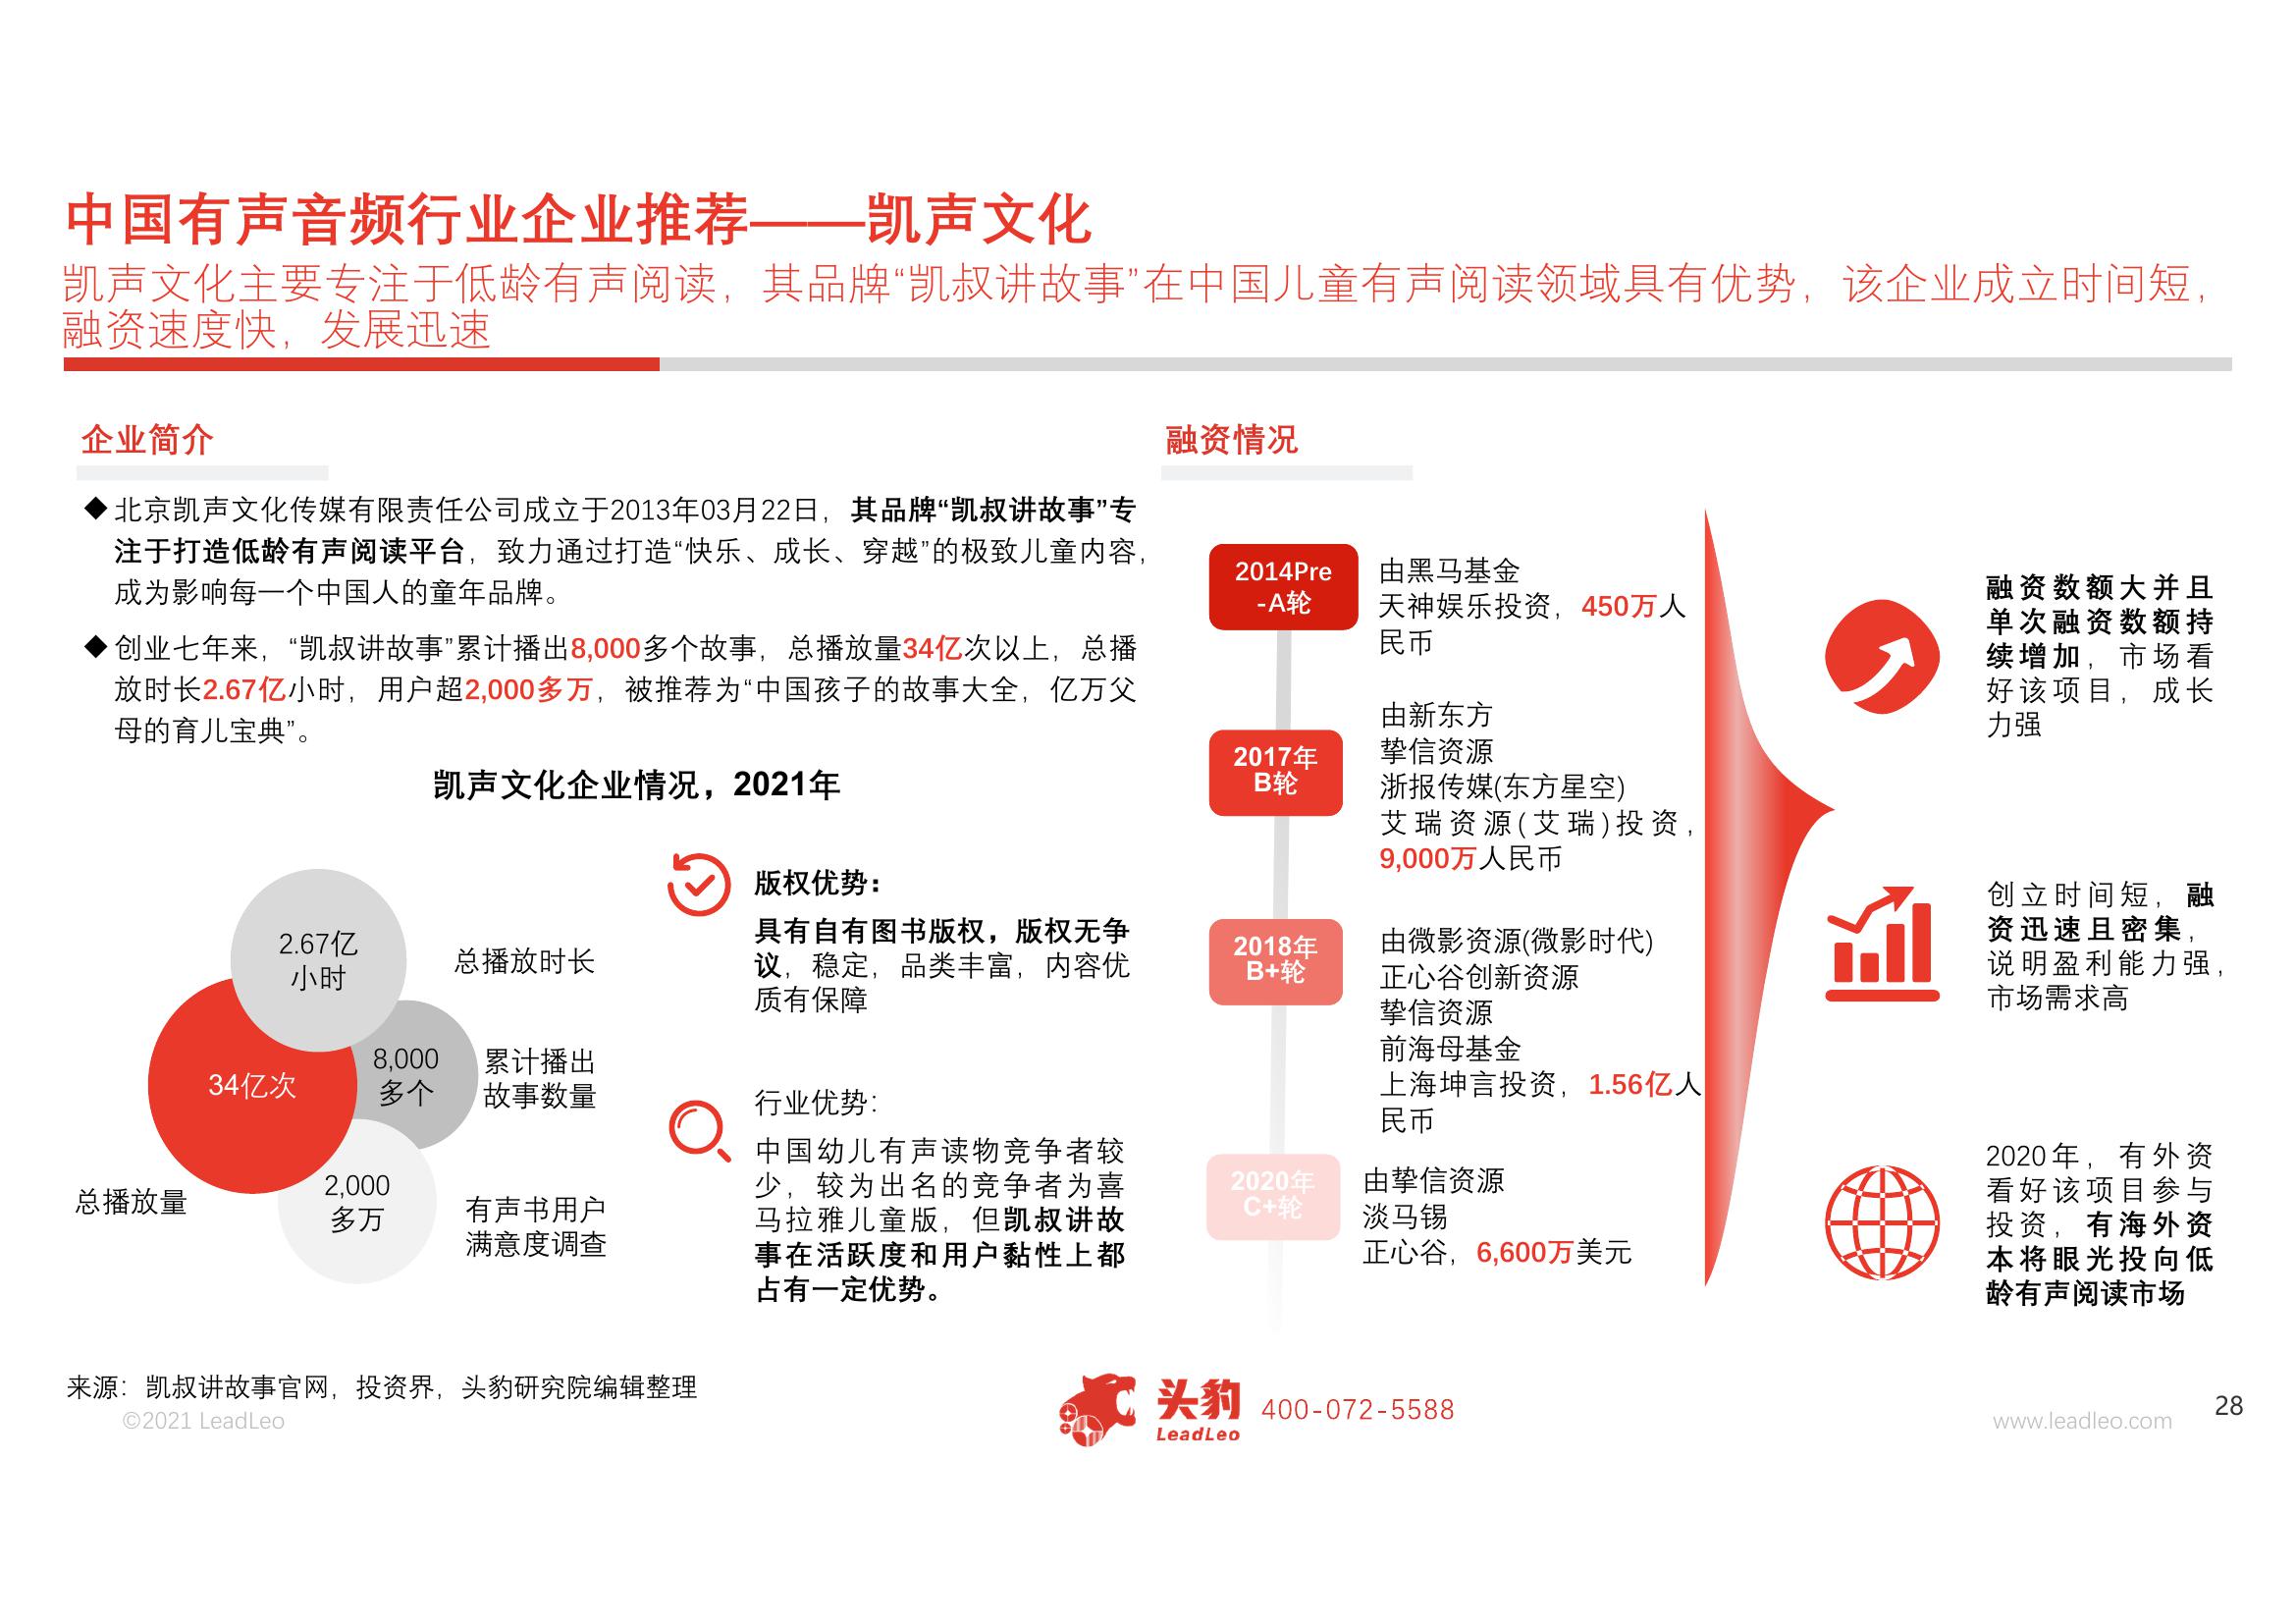 中国有声音频行业企业推荐——凯声文化
凯声文化主要专注于低龄有声阅读，其品牌“凯叔讲故事”在中国儿童有声阅读领域具有优势，该企业成立时间短，
融资速度快，发展迅速
企业简介
◆北京凯声文化传媒有限责任公司成立于2013年03月22日，其品牌“凯叔讲故事”专
注于打造低龄有声阅读平台，致力通过打造“快乐、成长、穿越”的极致儿童内容，
成为影响每一个中国人的童年品牌。
◆创业七年来，“凯叔讲故事”累计播出8,000多个故事，总播放量34亿次以上，总播
放时长2.67亿小时，用户超2,000多万，被推荐为“中国孩子的故事大全，亿万父
母的育儿宝典”。
凯声文化企业情况，2021年
2.67亿
小时
总播放时长
34亿次
总播放量
8,000
多个
累计播出
故事数量
2,000
多万
有声书用户
满意度调查
版权优势：
具有自有图书版权，版权无争
议，稳定，品类丰富，内容优
质有保障
行业优势：
中国幼儿有声读物竞争者较
少，较为出名的竞争者为喜
马拉雅儿童版，但凯叔讲故
事在活跃度和用户黏性上都
占有一定优势。
融资情况
2014Pre
-A轮
由黑马基金
天神娱乐投资，450万人
民币
2017年
B轮
由新东方
挚信资源
浙报传媒(东方星空)
艾瑞资源(艾瑞)投资，
9,000万人民币
2018年
B+轮
由微影资源(微影时代)
正心谷创新资源
挚信资源
前海母基金
上海坤言投资，1.56亿人
民币
2020年
C+轮
由挚信资源
淡马锡
正心谷，6,600万美元
融资数额大并且
单次融资数额持
续增加，市场看
好该项目，成长
力强
创立时间短，融
资迅速且密集，
说明盈利能力强，
市场需求高
2020年，有外资
看好该项目参与
投资，有海外资
本将眼光投向低
龄有声阅读市场
来源：凯叔讲故事官网，投资界，头豹研究院编辑整理
©2021 LeadLeo
头豹
LeadLeo
400-072-5588
www.leadleo.com
28